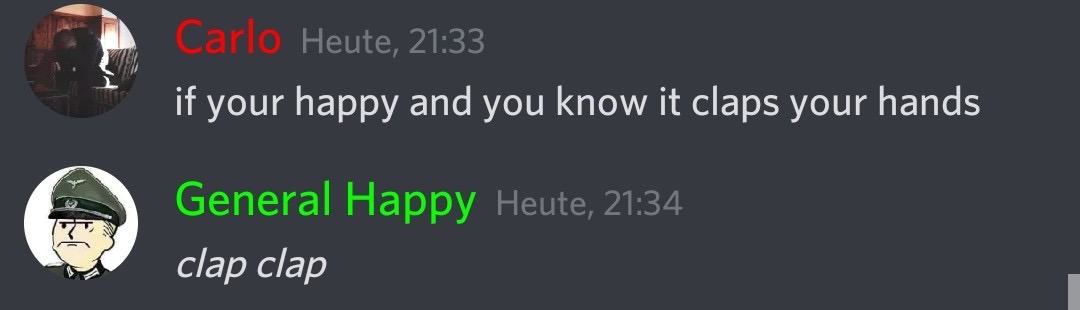 Carlo Heute, 21:33
if your happy and you know it claps your hands
General Happy Heute, 21:34
clap clap